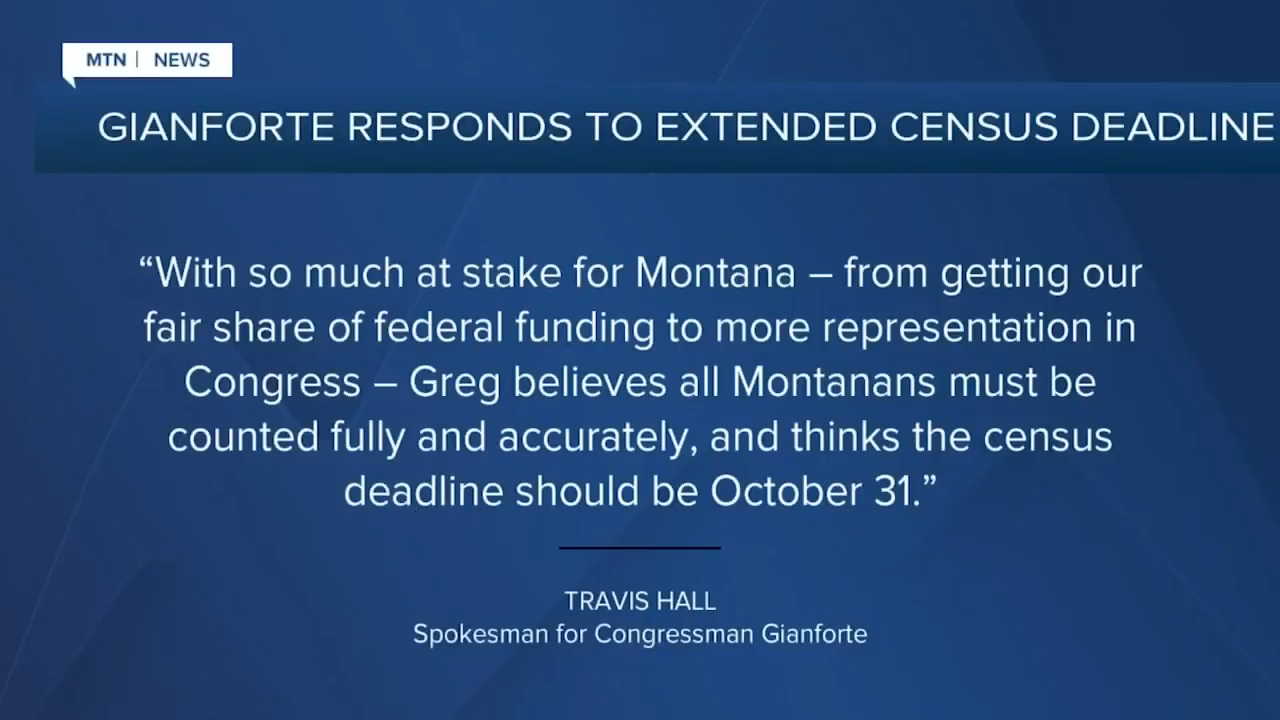 MTN | NEWS
GIANFORTE RESPONDS TO EXTENDED CENSUS DEADLINE
“With so much at stake for Montana – from getting our
fair share of federal funding to more representation in
Congress – Greg believes all Montanans must be
counted fully and accurately, and thinks the census
deadline should be October 31.”
TRAVIS HALL
Spokesman for Congressman Gianforte